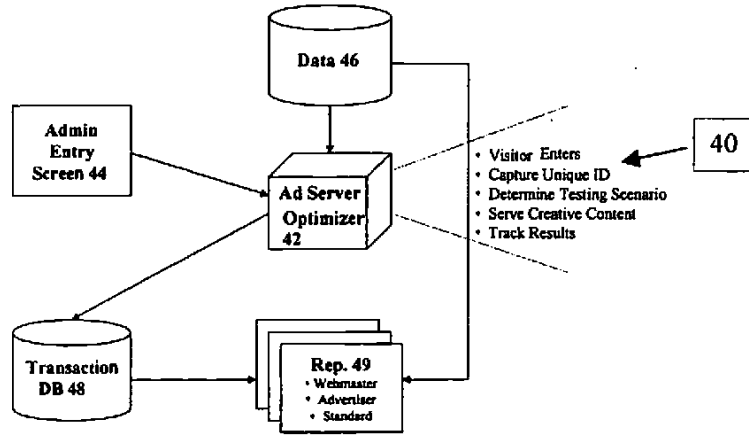 Data 46
Admin
Entry
Screen 44
Ad Server
Optimizer
42
• Visitor Enters
• Capture Unique ID
• Determine Testing Scenario
• Serve Creative Content
• Track Results
40
Transaction
DB 48
Rep. 49
• Webmaster
• Advertiser
• Standard